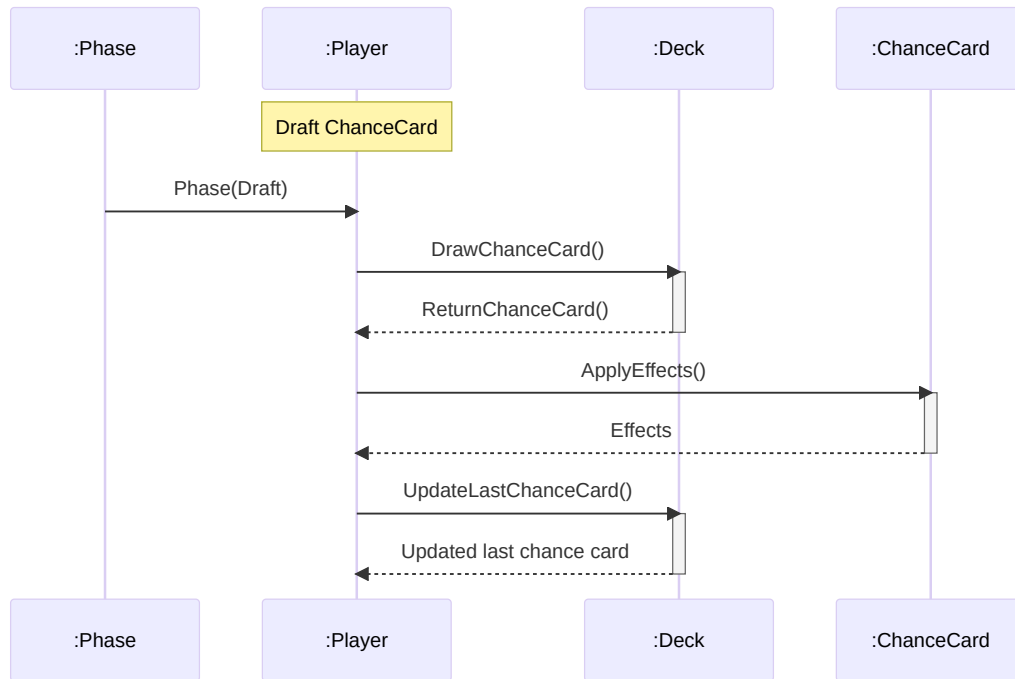 :Phase
:Player
:Deck
:ChanceCard
Draft ChanceCard
Phase(Draft)
DrawChanceCard()
ReturnChanceCard()
ApplyEffects()
Effects
UpdateLastChanceCard()
Updated last chance card
:Phase
:Player
:Deck
:ChanceCard